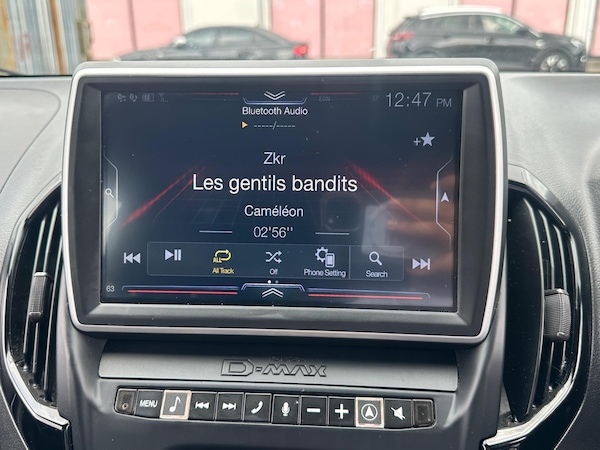 12:47 PM
Bluetooth Audio
-----/-----
Zkr
Les gentils bandits
Caméléon
02'56''
ALL
All Track
Off
Phone Setting
Search
63
D-MAX
MENU